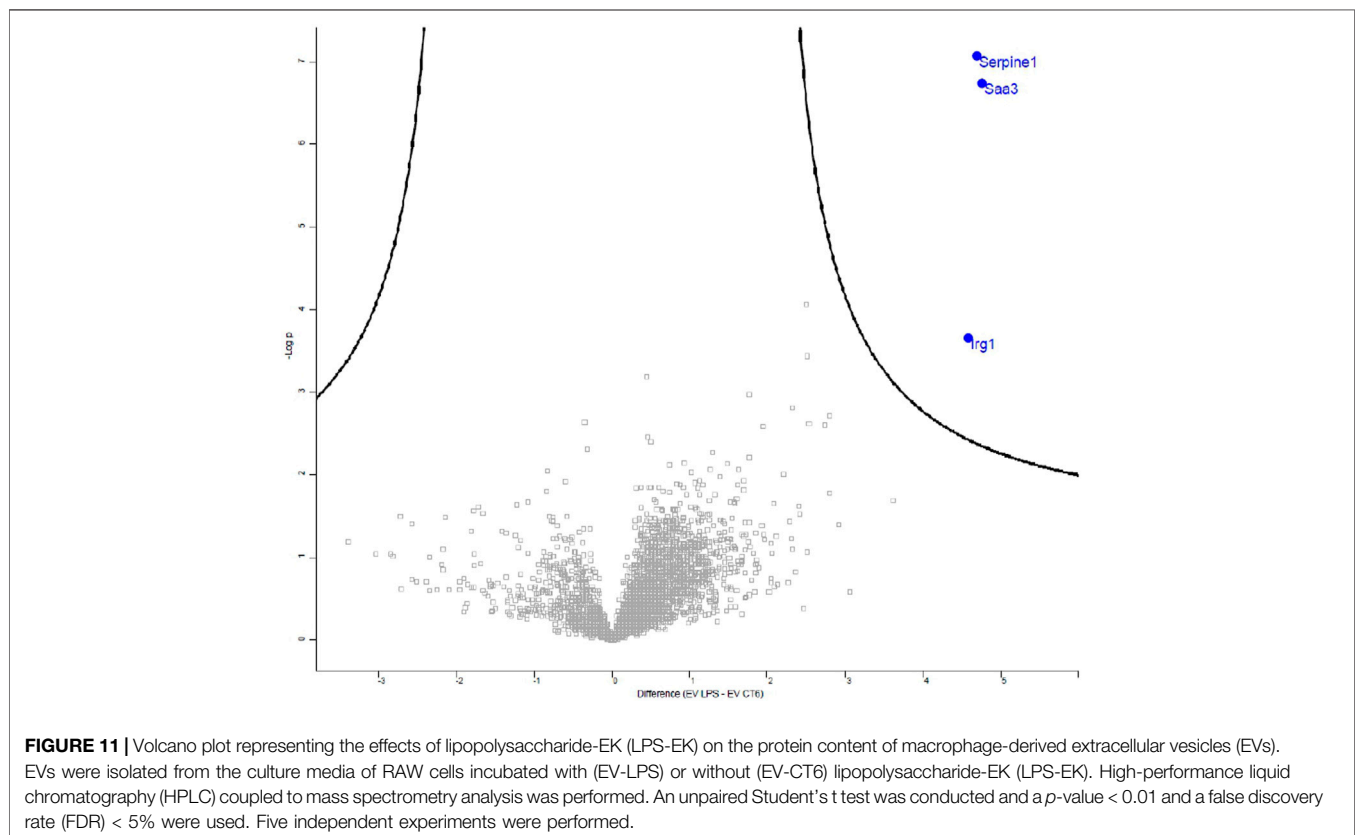 7
6
5
4
3
2
1
0
-Log p
Serpine1
Saa3
Irg1
-3 -2 -1 0 1 2 3 4 5
Difference (EV LPS - EV CT6)
FIGURE 11 | Volcano plot representing the effects of lipopolysaccharide-EK (LPS-EK) on the protein content of macrophage-derived extracellular vesicles (EVs).
EVs were isolated from the culture media of RAW cells incubated with (EV-LPS) or without (EV-CT6) lipopolysaccharide-EK (LPS-EK). High-performance liquid
chromatography (HPLC) coupled to mass spectrometry analysis was performed. An unpaired Student's t test was conducted and a p-value < 0.01 and a false discovery
rate (FDR) < 5% were used. Five independent experiments were performed.